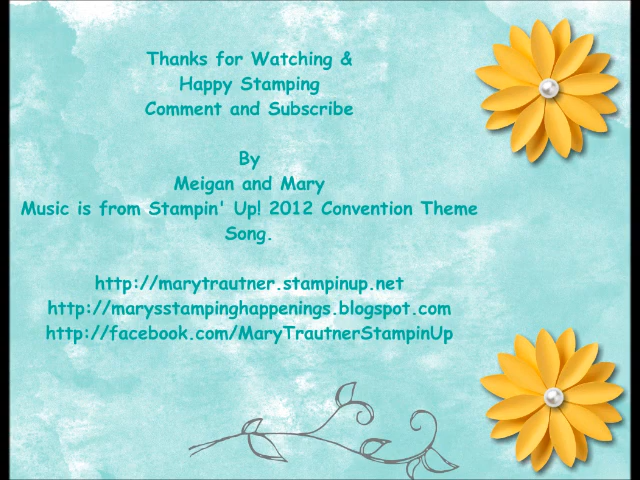 Thanks for Watching &
Happy Stamping
Comment and Subscribe
By
Meigan and Mary
Music is from Stampin' Up! 2012 Convention Theme
Song.
http://marytrautner.stampinup.net
http://marysstampinghappenings.blogspot.com
http://facebook.com/MaryTrautnerStampinUp